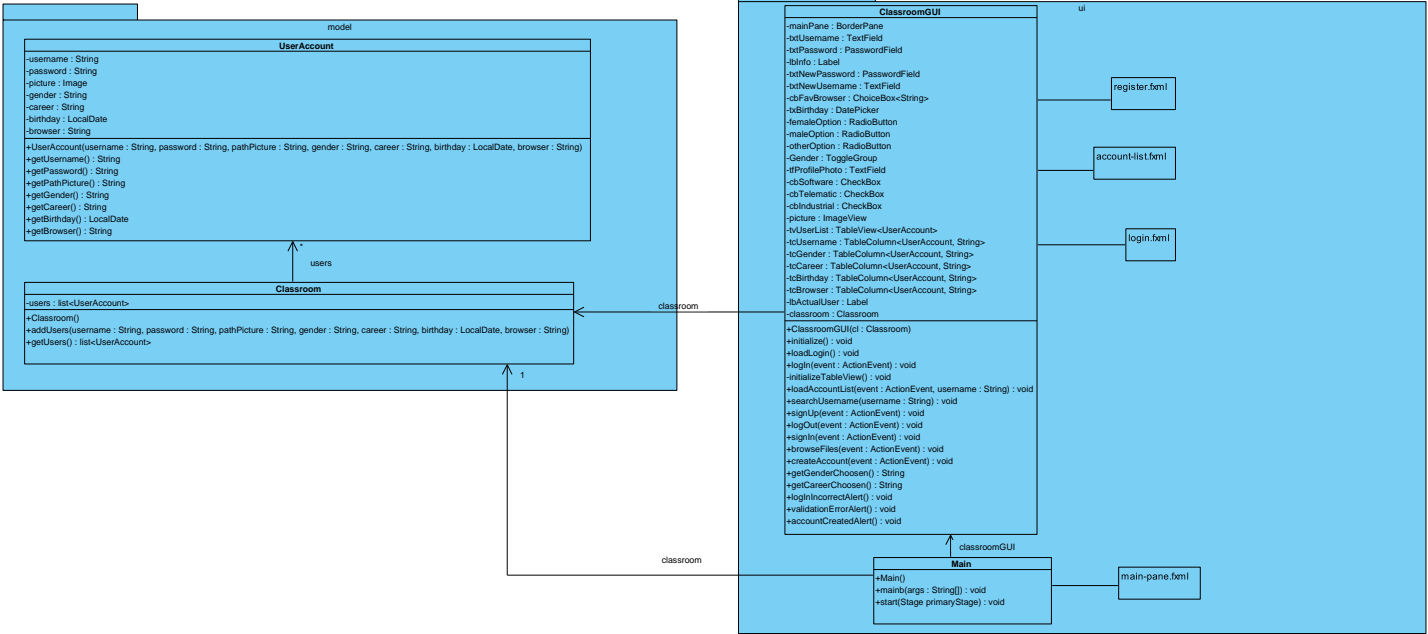 model
UserAccount
-username : String
-password : String
-picture : Image
-gender : String
-career : String
-birthday : LocalDate
-browser : String
+UserAccount(username : String, password : String, pathPicture : String, gender : String, career : String, birthday : LocalDate, browser : String)
+getUsername() : String
+getPassword() : String
+getPathPicture() : String
+getGender() : String
+getCareer() : String
+getBirthday() : LocalDate
+getBrowser() : String
*
users
Classroom
-users : list<UserAccount>
+Classroom()
+addUsers(username : String, password : String, pathPicture : String, gender : String, career : String, birthday : LocalDate, browser : String)
+getUsers() : list<UserAccount>
1
classroom
classroom
ui
ClassroomGUI
-mainPane : BorderPane
-txtUsername : TextField
-txtPassword : PasswordField
-lbInfo : Label
-txtNewPassword : PasswordField
-txtNewUsername : TextField
-cbFavBrowser : ChoiceBox<String>
-txBirthday : DatePicker
-femaleOption : RadioButton
-maleOption : RadioButton
-otherOption : RadioButton
-Gender : ToggleGroup
-tfProfilePhoto : TextField
-cbSoftware : CheckBox
-cbTelematic : CheckBox
-cbIndustrial : CheckBox
-picture : ImageView
-tvUserList : TableView<UserAccount>
-tcUsername : TableColumn<UserAccount, String>
-tcGender : TableColumn<UserAccount, String>
-tcCareer : TableColumn<UserAccount, String>
-tcBirthday : TableColumn<UserAccount, String>
-tcBrowser : TableColumn<UserAccount, String>
-lbActualUser : Label
-classroom : Classroom
+ClassroomGUI(cl : Classroom)
+initialize() : void
+loadLogin() : void
+logIn(event : ActionEvent) : void
-initializeTableView() : void
+loadAccountList(event : ActionEvent, username : String) : void
+searchUsername(username : String) : void
+signUp(event : ActionEvent) : void
+logOut(event : ActionEvent) : void
+signIn(event : ActionEvent) : void
+browseFiles(event : ActionEvent) : void
+createAccount(event : ActionEvent) : void
+getGenderChoosen() : String
+getCareerChoosen() : String
+logInIncorrectAlert() : void
+validationErrorAlert() : void
+accountCreatedAlert() : void
register.fxml
account-list.fxml
login.fxml
classroomGUI
Main
+Main()
+mainb(args : String[]) : void
+start(Stage primaryStage) : void
main-pane.fxml